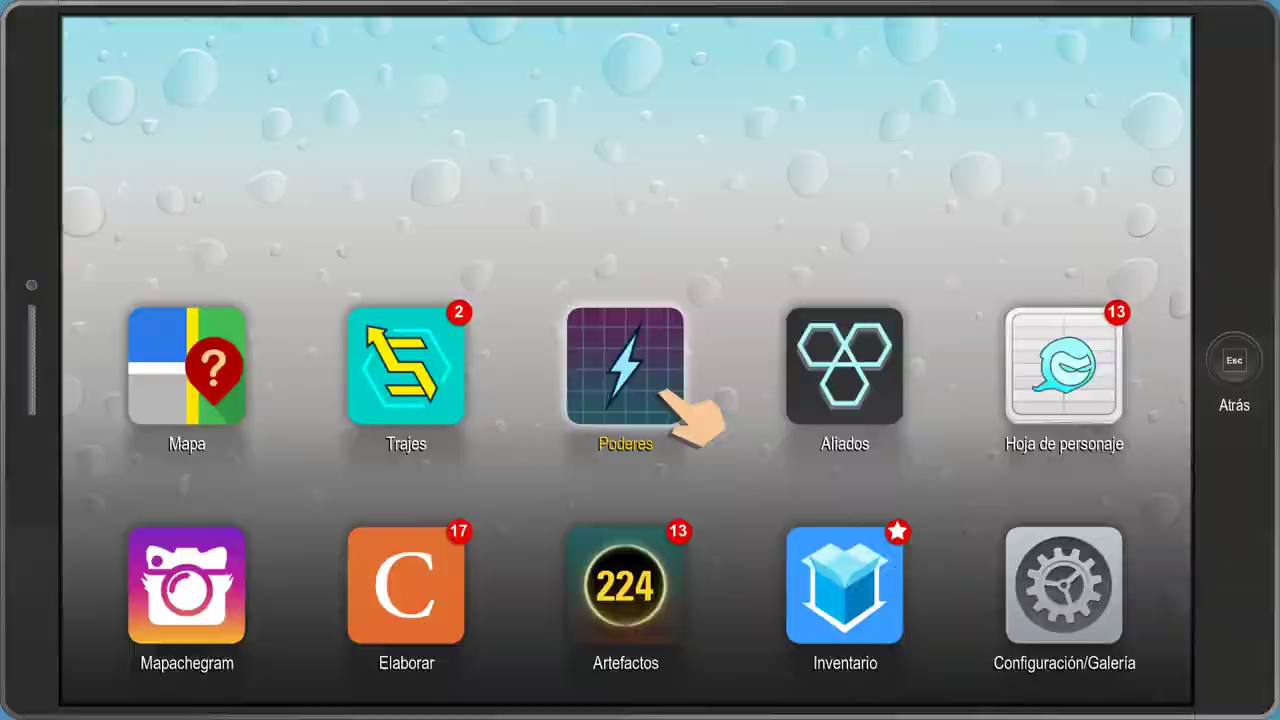 2
13
?
Esc
Atrás
Mapa
Trajes
Poderes
Aliados
Hoja de personaje
17
13
C
224
Mapachegram
Elaborar
Artefactos
Inventario
Configuración/Galería